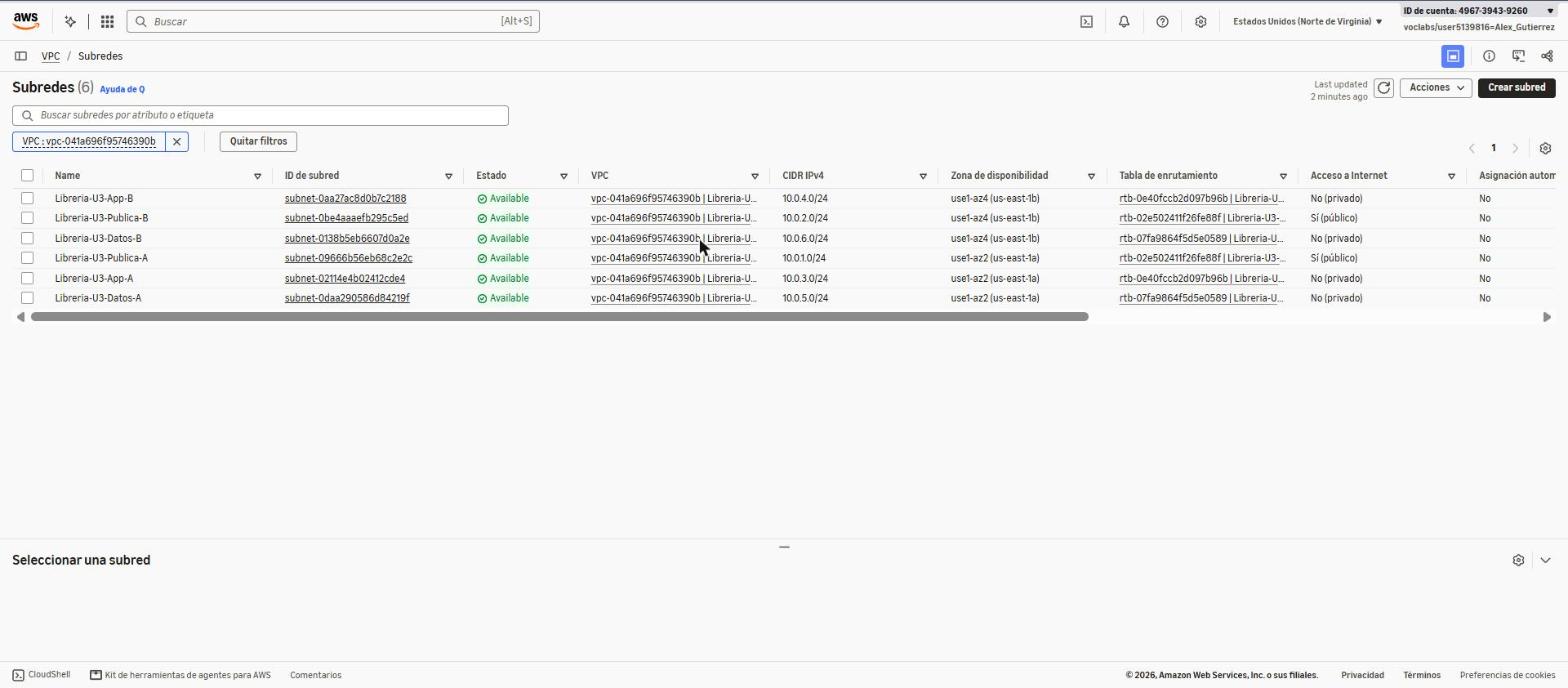 aws
Buscar [Alt+S]
Estados Unidos (Norte de Virginia)
ID de cuenta: 4967-3943-9260
voclabs/user5139816=Alex_Gutierrez
VPC / Subredes
Subredes (6) Ayuda de Q
Last updated
2 minutes ago
Acciones
Crear subred
Buscar subredes por atributo o etiqueta
VPC : vpc-041a696f95746390b
Quitar filtros
1
Name ID de subred Estado VPC CIDR IPv4 Zona de disponibilidad Tabla de enrutamiento Acceso a Internet Asignación autom
Libreria-U3-App-B subnet-0aa27ac8d0b7c2188 Available vpc-041a696f95746390b | Libreria-U... 10.0.4.0/24 use1-az4 (us-east-1b) rtb-0e40fccb2d097b96b | Libreria-U... No (privado) No
Libreria-U3-Publica-B subnet-0be4aaaefb295c5ed Available vpc-041a696f95746390b | Libreria-U... 10.0.2.0/24 use1-az4 (us-east-1b) rtb-02e502411f26fe88f | Libreria-U3-... Sí (público) No
Libreria-U3-Datos-B subnet-0138b5eb6607d0a2e Available vpc-041a696f95746390b | Libreria-U... 10.0.6.0/24 use1-az4 (us-east-1b) rtb-07fa9864f5d5e0589 | Libreria-U... No (privado) No
Libreria-U3-Publica-A subnet-09666b56eb68c2e2c Available vpc-041a696f95746390b | Libreria-U... 10.0.1.0/24 use1-az2 (us-east-1a) rtb-02e502411f26fe88f | Libreria-U3-... Sí (público) No
Libreria-U3-App-A subnet-02114e4b02412cde4 Available vpc-041a696f95746390b | Libreria-U... 10.0.3.0/24 use1-az2 (us-east-1a) rtb-0e40fccb2d097b96b | Libreria-U... No (privado) No
Libreria-U3-Datos-A subnet-0daa290586d84219f Available vpc-041a696f95746390b | Libreria-U... 10.0.5.0/24 use1-az2 (us-east-1a) rtb-07fa9864f5d5e0589 | Libreria-U... No (privado) No
Seleccionar una subred
CloudShell Kit de herramientas de agentes para AWS Comentarios © 2026, Amazon Web Services, Inc. o sus filiales. Privacidad Términos Preferencias de cookies